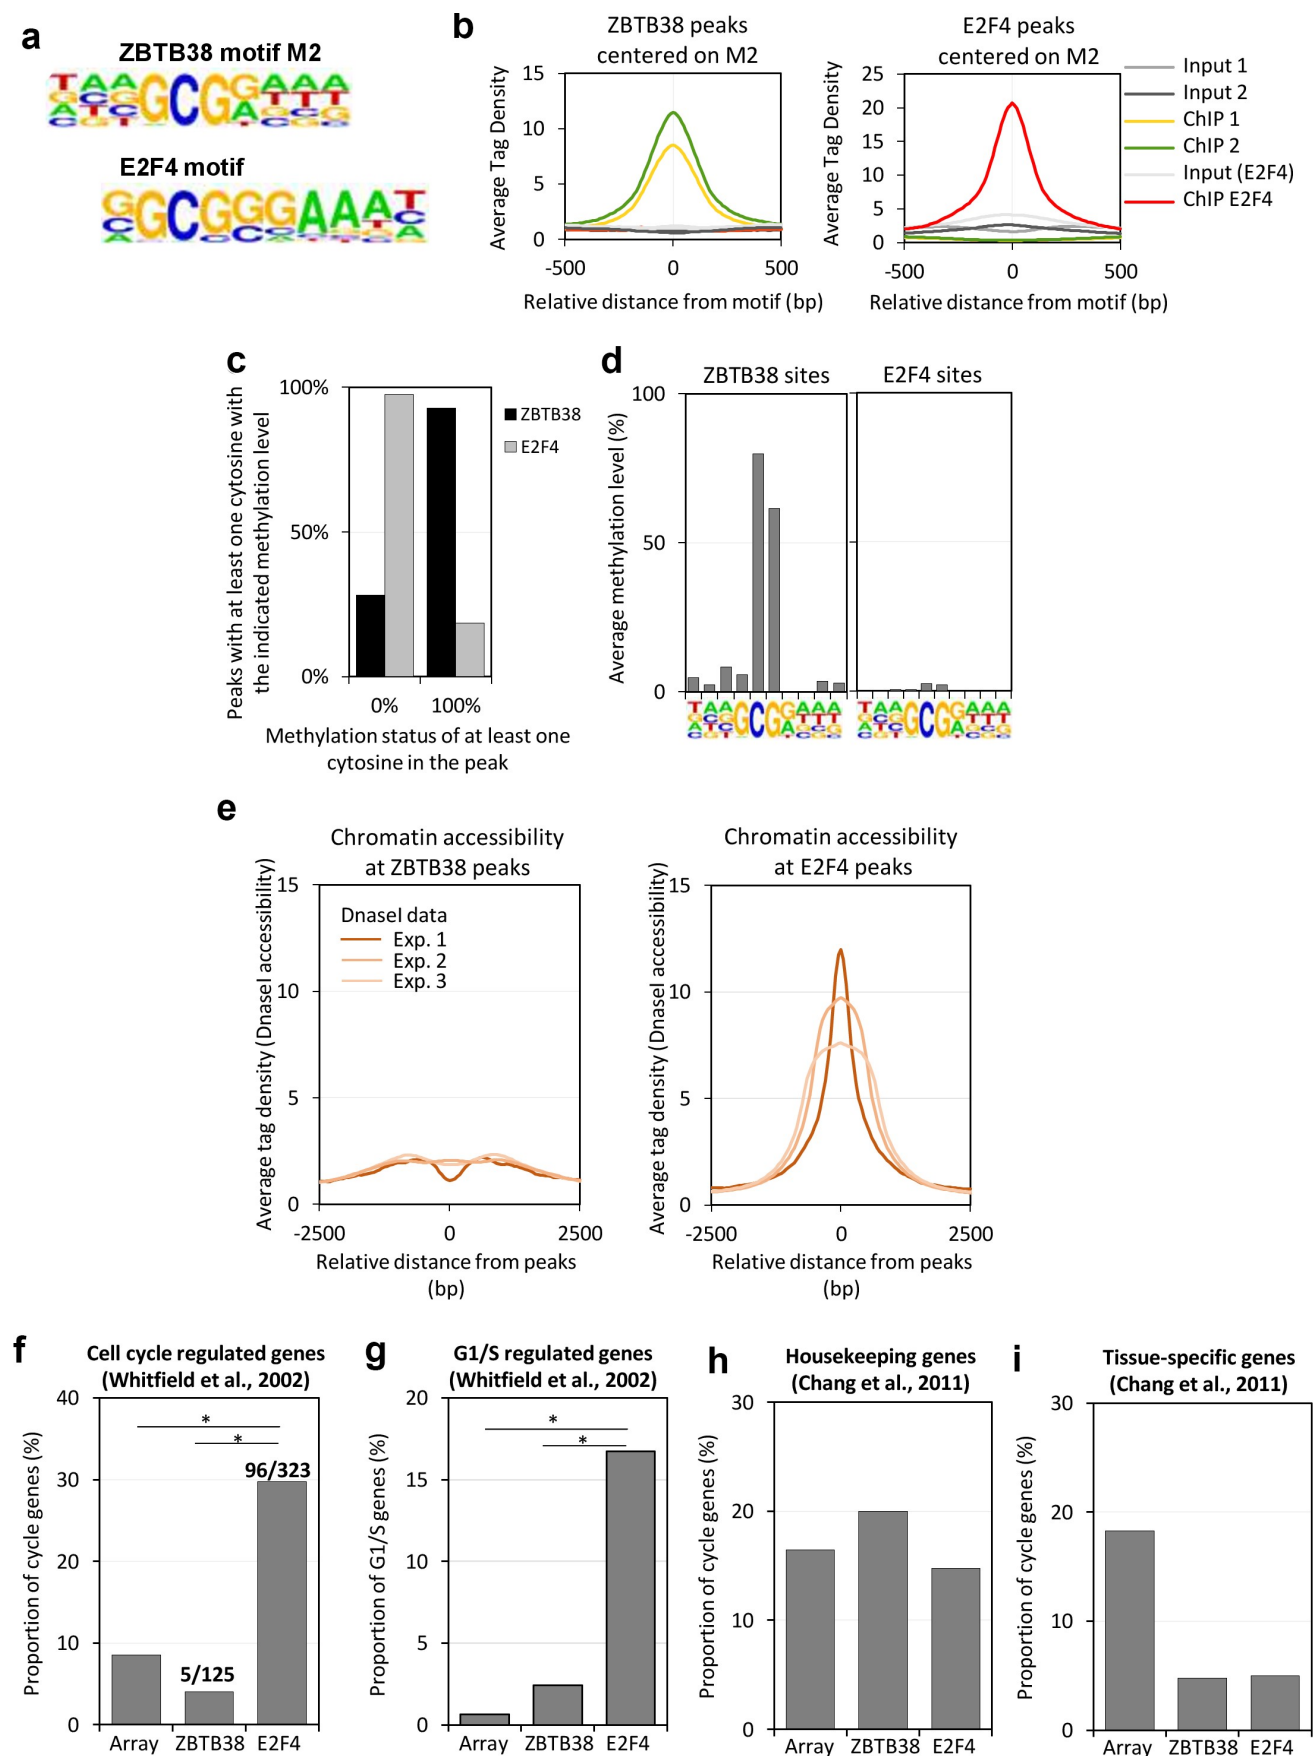 a
ZBTB38 motif M2
E2F4 motif
b
ZBTB38 peaks
centered on M2
Average Tag Density
15
10
5
0
-500
0
500
Relative distance from motif (bp)
E2F4 peaks
centered on M2
Average Tag Density
25
20
15
10
5
0
-500
0
500
Relative distance from motif (bp)
Input 1
Input 2
ChIP 1
ChIP 2
Input (E2F4)
ChIP E2F4
c
Peaks with at least one cytosine with
the indicated methylation level
100%
50%
0%
0%
100%
Methylation status of at least one
cytosine in the peak
ZBTB38
E2F4
d
ZBTB38 sites
E2F4 sites
Average methylation level (%)
100
50
0
e
Chromatin accessibility
at ZBTB38 peaks
Average tag density (DnaseI accessibility)
15
10
5
0
DnaseI data
Exp. 1
Exp. 2
Exp. 3
-2500
0
2500
Relative distance from peaks
(bp)
Chromatin accessibility
at E2F4 peaks
Average tag density (DnaseI accessibility)
15
10
5
0
-2500
0
2500
Relative distance from peaks
(bp)
f
Cell cycle regulated genes
(Whitfield et al., 2002)
Proportion of cycle genes (%)
40
30
20
10
0
*
*
96/323
5/125
Array
ZBTB38
E2F4
g
G1/S regulated genes
(Whitfield et al., 2002)
Proportion of G1/S genes (%)
20
15
10
5
0
*
*
Array
ZBTB38
E2F4
h
Housekeeping genes
(Chang et al., 2011)
Proportion of cycle genes (%)
30
20
10
0
Array
ZBTB38
E2F4
i
Tissue-specific genes
(Chang et al., 2011)
Proportion of cycle genes (%)
30
20
10
0
Array
ZBTB38
E2F4